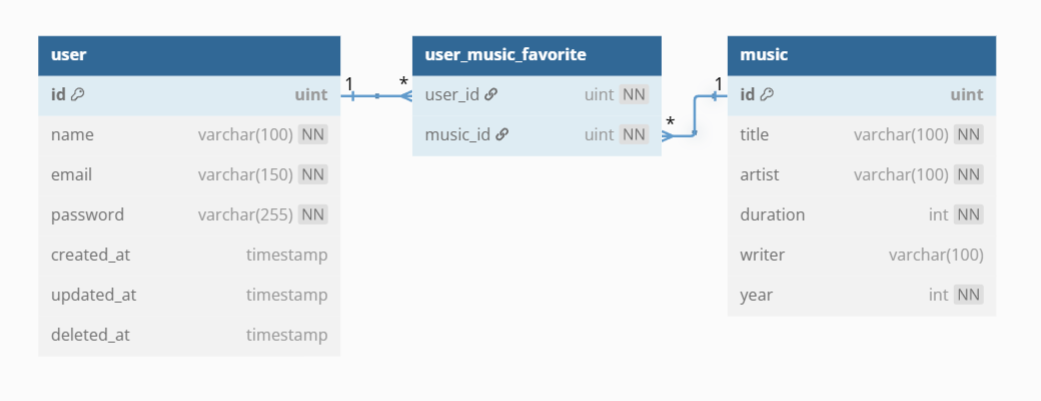 user
id uint
name varchar(100) NN
email varchar(150) NN
password varchar(255) NN
created_at timestamp
updated_at timestamp
deleted_at timestamp
1 *
user_music_favorite
user_id uint NN
music_id uint NN
* 1
music
id uint
title varchar(100) NN
artist varchar(100) NN
duration int NN
writer varchar(100)
year int NN